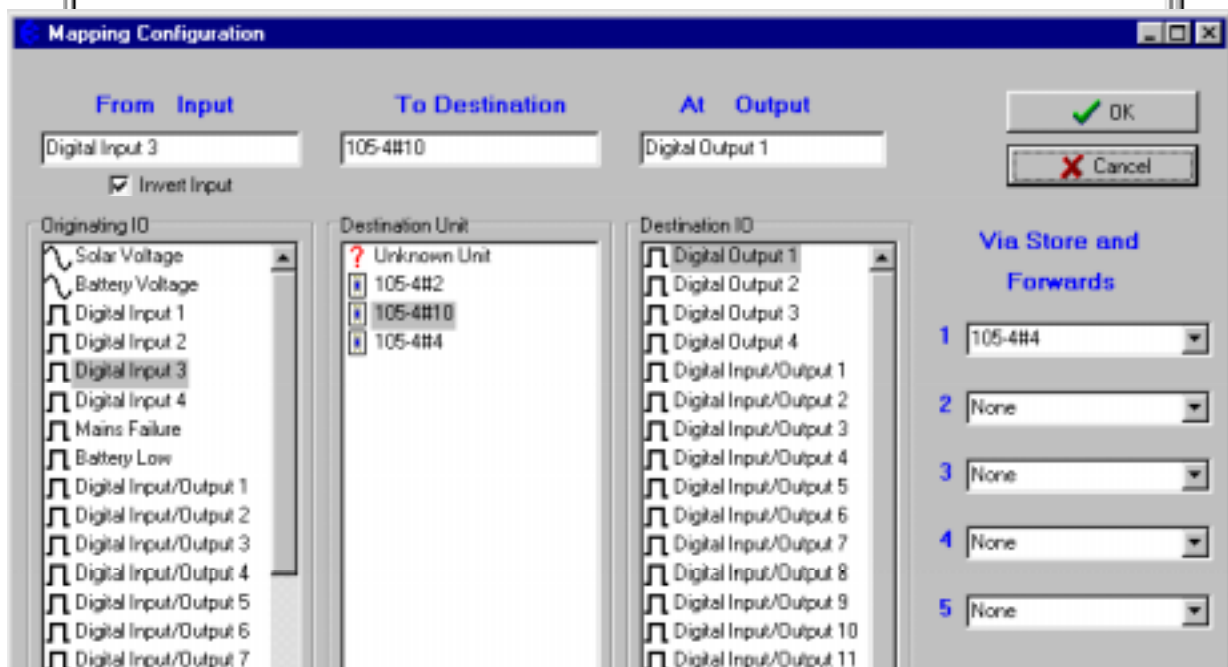 Mapping Configuration
From Input
To Destination
At Output
OK
Digital Input 3
105-4#10
Digital Output 1
Cancel
Invert Input
Originating IO
Solar Voltage
Battery Voltage
Digital Input 1
Digital Input 2
Digital Input 3
Digital Input 4
Mains Failure
Battery Low
Digital Input/Output 1
Digital Input/Output 2
Digital Input/Output 3
Digital Input/Output 4
Digital Input/Output 5
Digital Input/Output 6
Digital Input/Output 7
Destination Unit
? Unknown Unit
105-4#2
105-4#10
105-4#4
Destination IO
Digital Output 1
Digital Output 2
Digital Output 3
Digital Output 4
Digital Input/Output 1
Digital Input/Output 2
Digital Input/Output 3
Digital Input/Output 4
Digital Input/Output 5
Digital Input/Output 6
Digital Input/Output 7
Digital Input/Output 8
Digital Input/Output 9
Digital Input/Output 10
Digital Input/Output 11
Via Store and
Forwards
1 105-4#4
2 None
3 None
4 None
5 None